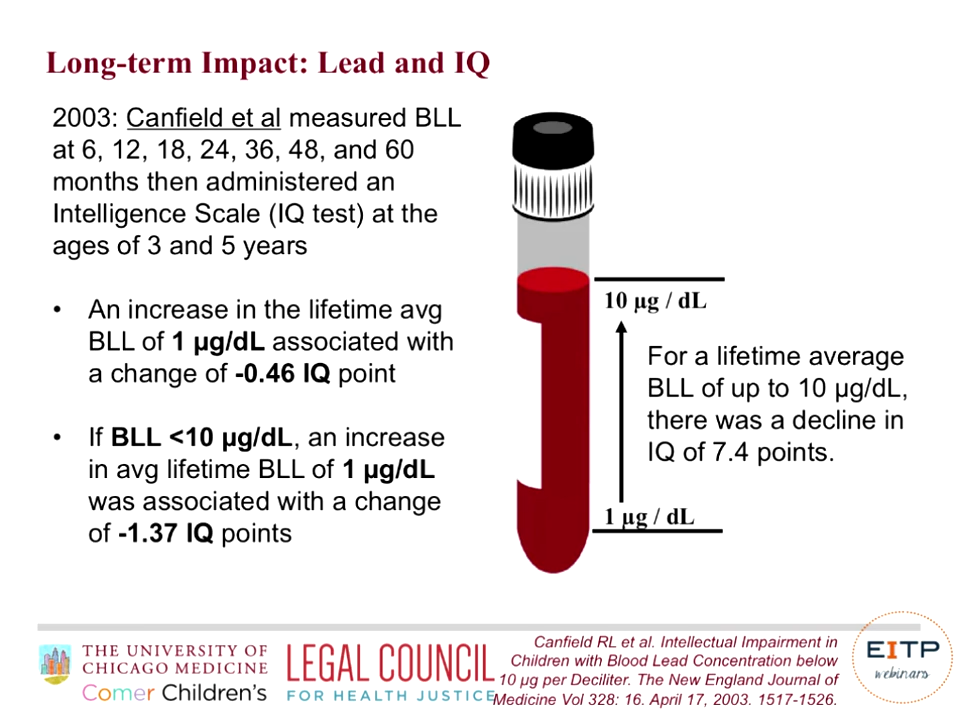 Long-term Impact: Lead and IQ
2003: Canfield et al measured BLL
at 6, 12, 18, 24, 36, 48, and 60
months then administered an
Intelligence Scale (IQ test) at the
ages of 3 and 5 years
• An increase in the lifetime avg
BLL of 1 µg/dL associated with
a change of -0.46 IQ point
• If BLL <10 µg/dL, an increase
in avg lifetime BLL of 1 µg/dL
was associated with a change
of -1.37 IQ points
10 µg / dL
For a lifetime average
BLL of up to 10 µg/dL,
there was a decline in
IQ of 7.4 points.
1 µg / dL
THE UNIVERSITY OF
CHICAGO MEDICINE
Comer Children's
LEGAL COUNCIL
FOR HEALTH JUSTICE
Canfield RL et al. Intellectual Impairment in
Children with Blood Lead Concentration below
10 µg per Deciliter. The New England Journal of
Medicine Vol 328: 16. April 17, 2003. 1517-1526.
EITP
webinars